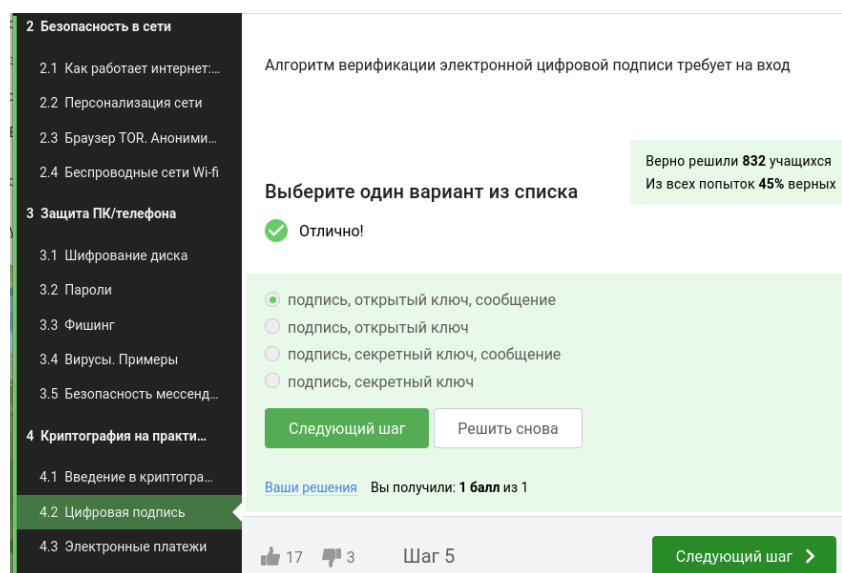 2 Безопасность в сети
2.1 Как работает интернет:...
2.2 Персонализация сети
2.3 Браузер TOR. Аноними...
2.4 Беспроводные сети Wi-fi
3 Защита ПК/телефона
3.1 Шифрование диска
3.2 Пароли
3.3 Фишинг
3.4 Вирусы. Примеры
3.5 Безопасность мессенд...
4 Криптография на практи...
4.1 Введение в криптогра...
4.2 Цифровая подпись
4.3 Электронные платежи
Алгоритм верификации электронной цифровой подписи требует на вход
Верно решили 832 учащихся
Из всех попыток 45% верных
Выберите один вариант из списка
Отлично!
подпись, открытый ключ, сообщение
подпись, открытый ключ
подпись, секретный ключ, сообщение
подпись, секретный ключ
Следующий шаг
Решить снова
Ваши решения Вы получили: 1 балл из 1
17 3 Шаг 5
Следующий шаг